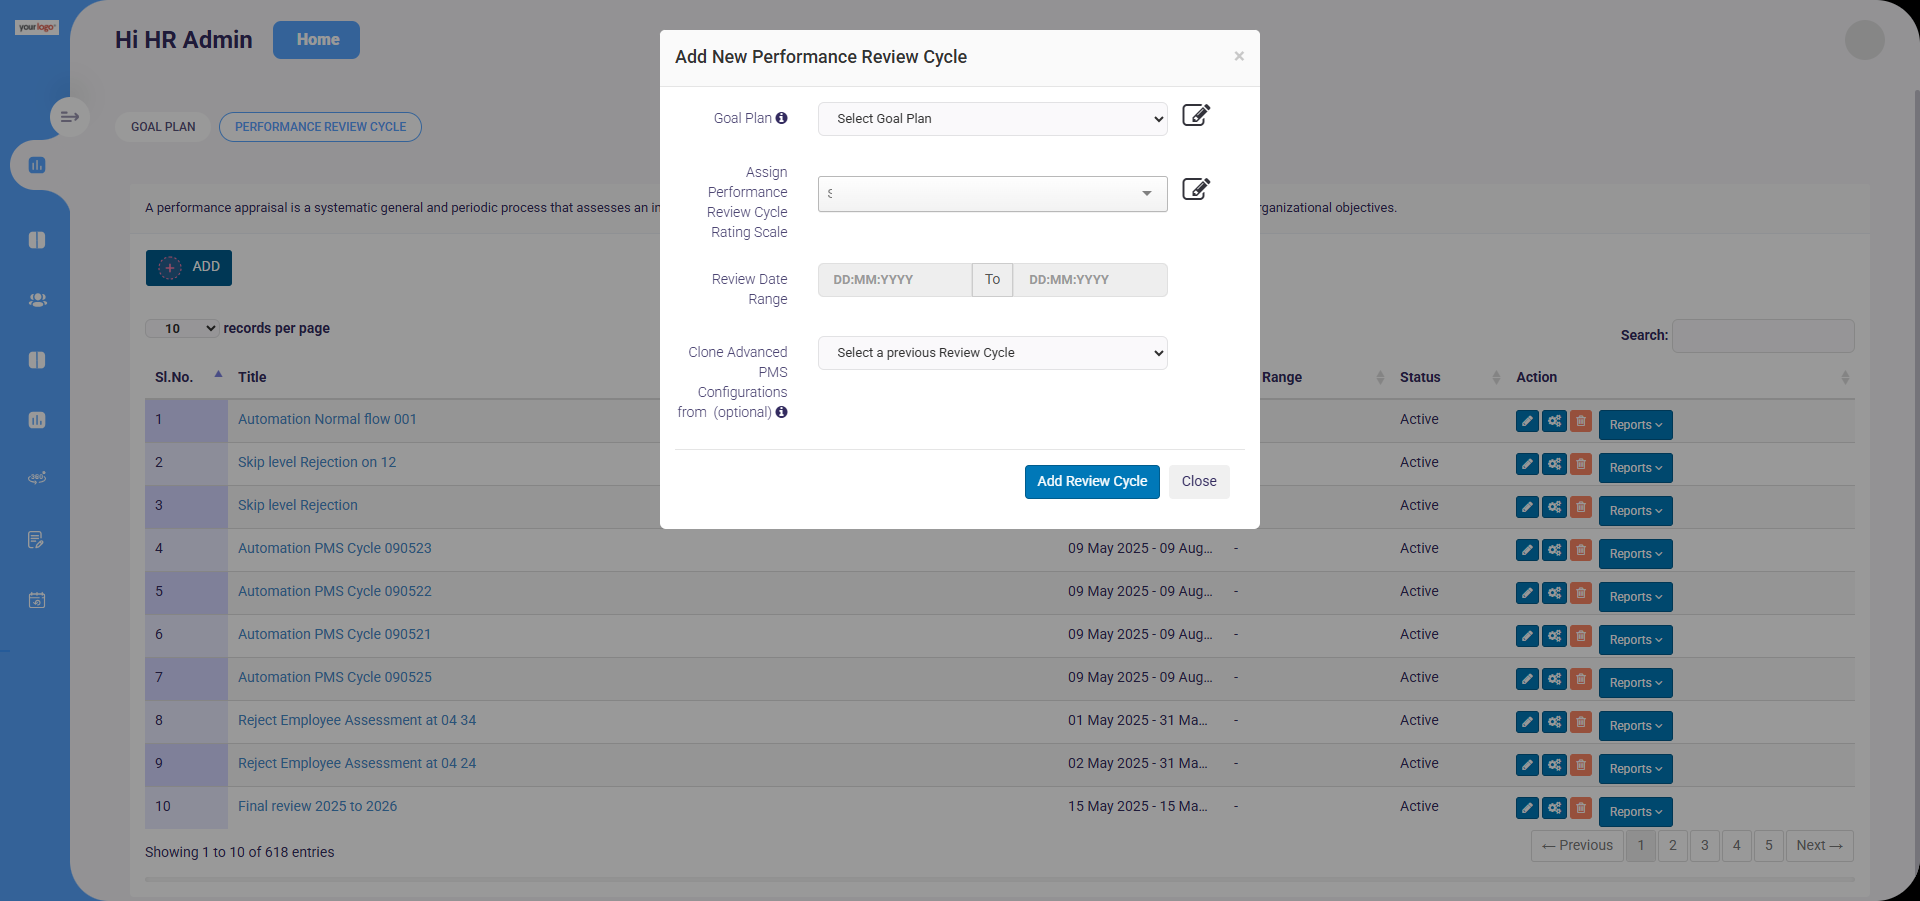 your logo
Hi HR Admin
Home
GOAL PLAN
PERFORMANCE REVIEW CYCLE
A performance appraisal is a systematic general and periodic process that assesses an in
rganizational objectives.
ADD
10 records per page
Search:
Sl.No. Title Range Status Action
1 Automation Normal flow 001 Active Reports
2 Skip level Rejection on 12 Active Reports
3 Skip level Rejection Active Reports
4 Automation PMS Cycle 090523 09 May 2025 - 09 Aug... - Active Reports
5 Automation PMS Cycle 090522 09 May 2025 - 09 Aug... - Active Reports
6 Automation PMS Cycle 090521 09 May 2025 - 09 Aug... - Active Reports
7 Automation PMS Cycle 090525 09 May 2025 - 09 Aug... - Active Reports
8 Reject Employee Assessment at 04 34 01 May 2025 - 31 Ma... - Active Reports
9 Reject Employee Assessment at 04 24 02 May 2025 - 31 Ma... - Active Reports
10 Final review 2025 to 2026 15 May 2025 - 15 Ma... - Active Reports
Showing 1 to 10 of 618 entries
← Previous 1 2 3 4 5 Next →
360
Add New Performance Review Cycle
×
Goal Plan
Select Goal Plan
Assign
Performance
Review Cycle
Rating Scale
Review Date
Range
DD:MM:YYYY To DD:MM:YYYY
Clone Advanced
PMS
Configurations
from (optional)
Select a previous Review Cycle
Add Review Cycle
Close